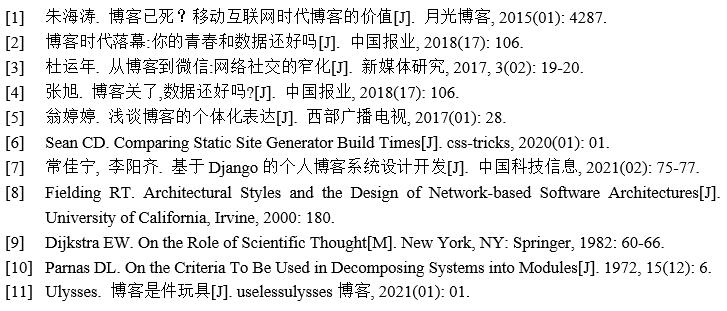 [1] 朱海涛. 博客已死？移动互联网时代博客的价值[J]. 月光博客, 2015(01): 4287.
[2] 博客时代落幕:你的青春和数据还好吗[J]. 中国报业, 2018(17): 106.
[3] 杜运年. 从博客到微信:网络社交的窄化[J]. 新媒体研究, 2017, 3(02): 19-20.
[4] 张旭. 博客关了,数据还好吗?[J]. 中国报业, 2018(17): 106.
[5] 翁婷婷. 浅谈博客的个体化表达[J]. 西部广播电视, 2017(01): 28.
[6] Sean CD. Comparing Static Site Generator Build Times[J]. css-tricks, 2020(01): 01.
[7] 常佳宁, 李阳齐. 基于 Django 的个人博客系统设计开发[J]. 中国科技信息, 2021(02): 75-77.
[8] Fielding RT. Architectural Styles and the Design of Network-based Software Architectures[J].
University of California, Irvine, 2000: 180.
[9] Dijkstra EW. On the Role of Scientific Thought[M]. New York, NY: Springer, 1982: 60-66.
[10] Parnas DL. On the Criteria To Be Used in Decomposing Systems into Modules[J]. 1972, 15(12): 6.
[11] Ulysses. 博客是件玩具[J]. uselessulysses 博客, 2021(01): 01.